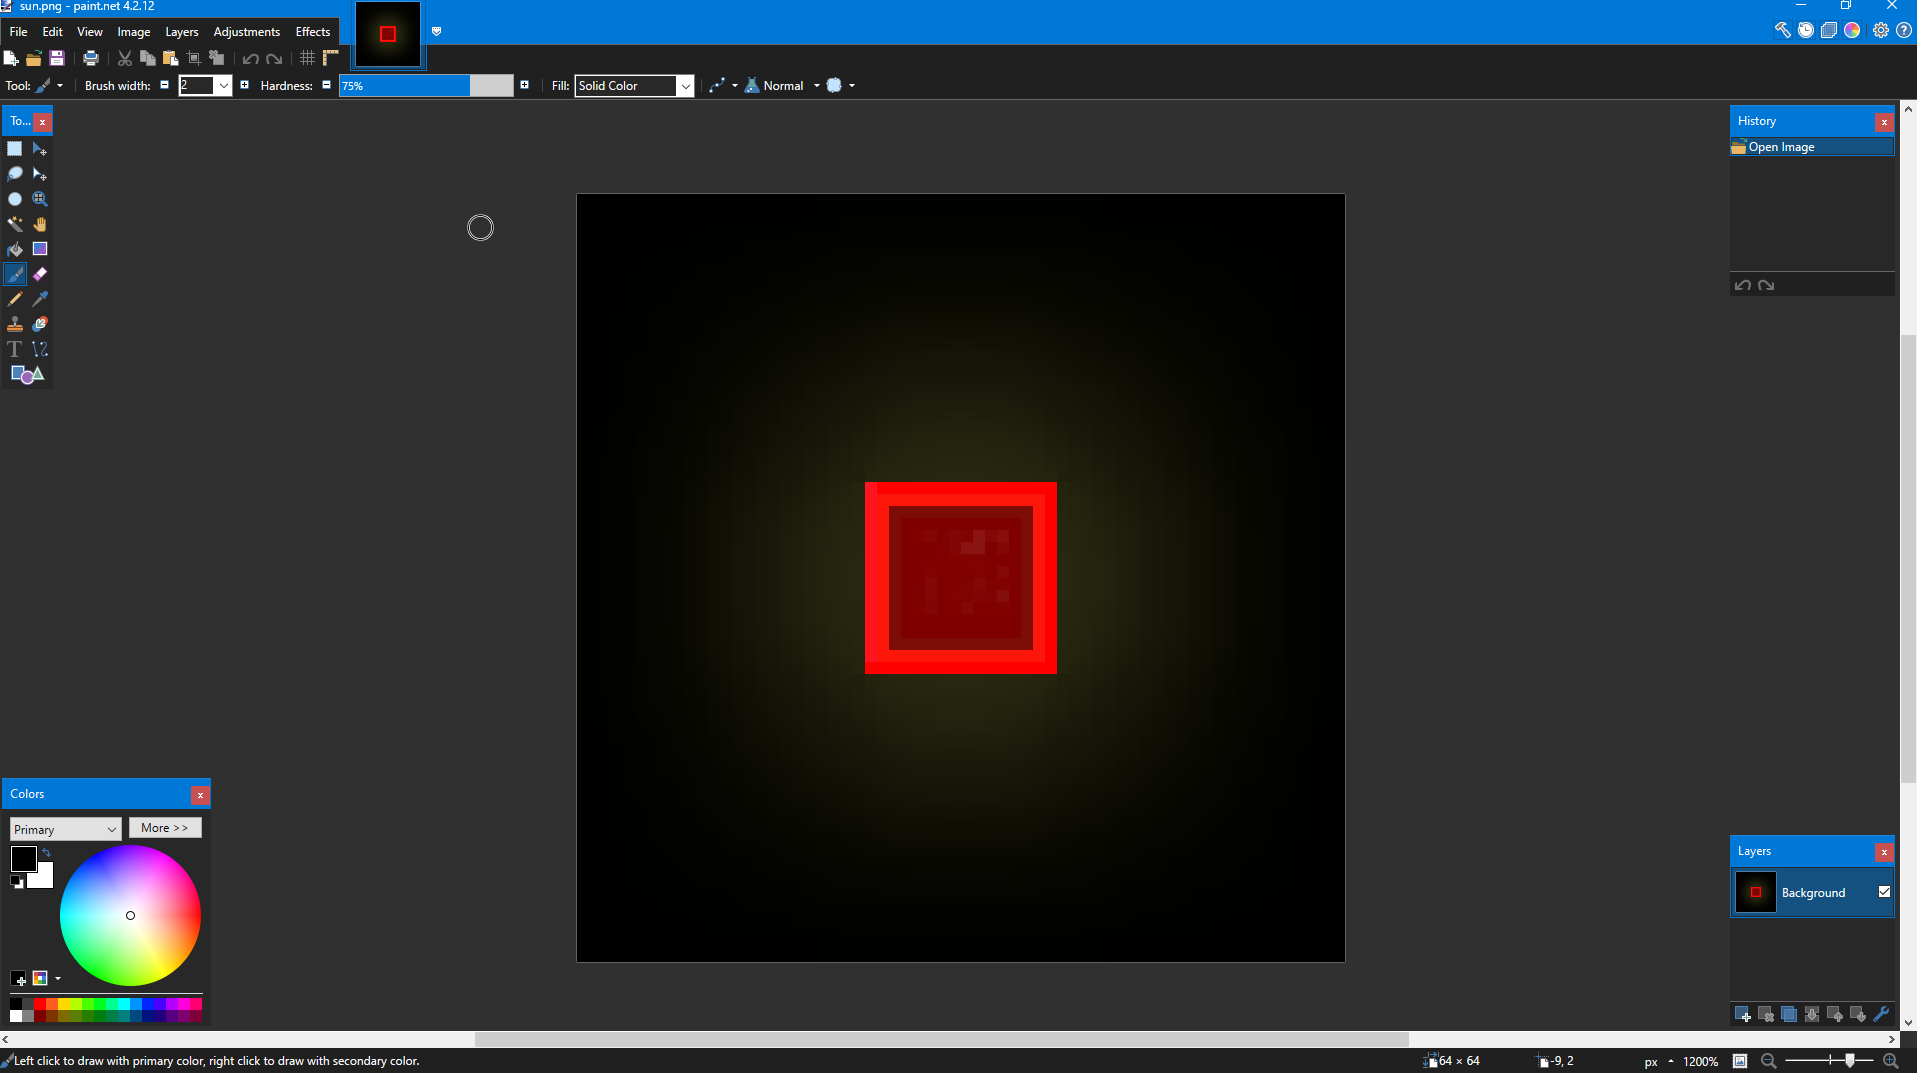 sun.png - paint.net 4.2.12
File Edit View Image Layers Adjustments Effects
Tool: Brush width: 2 Hardness: 75% Fill: Solid Color Normal
To... x
History x
Open Image
Colors x
Primary More >>
Layers x
Background
Left click to draw with primary color, right click to draw with secondary color. 64 × 64 -9, 2 px 1200%